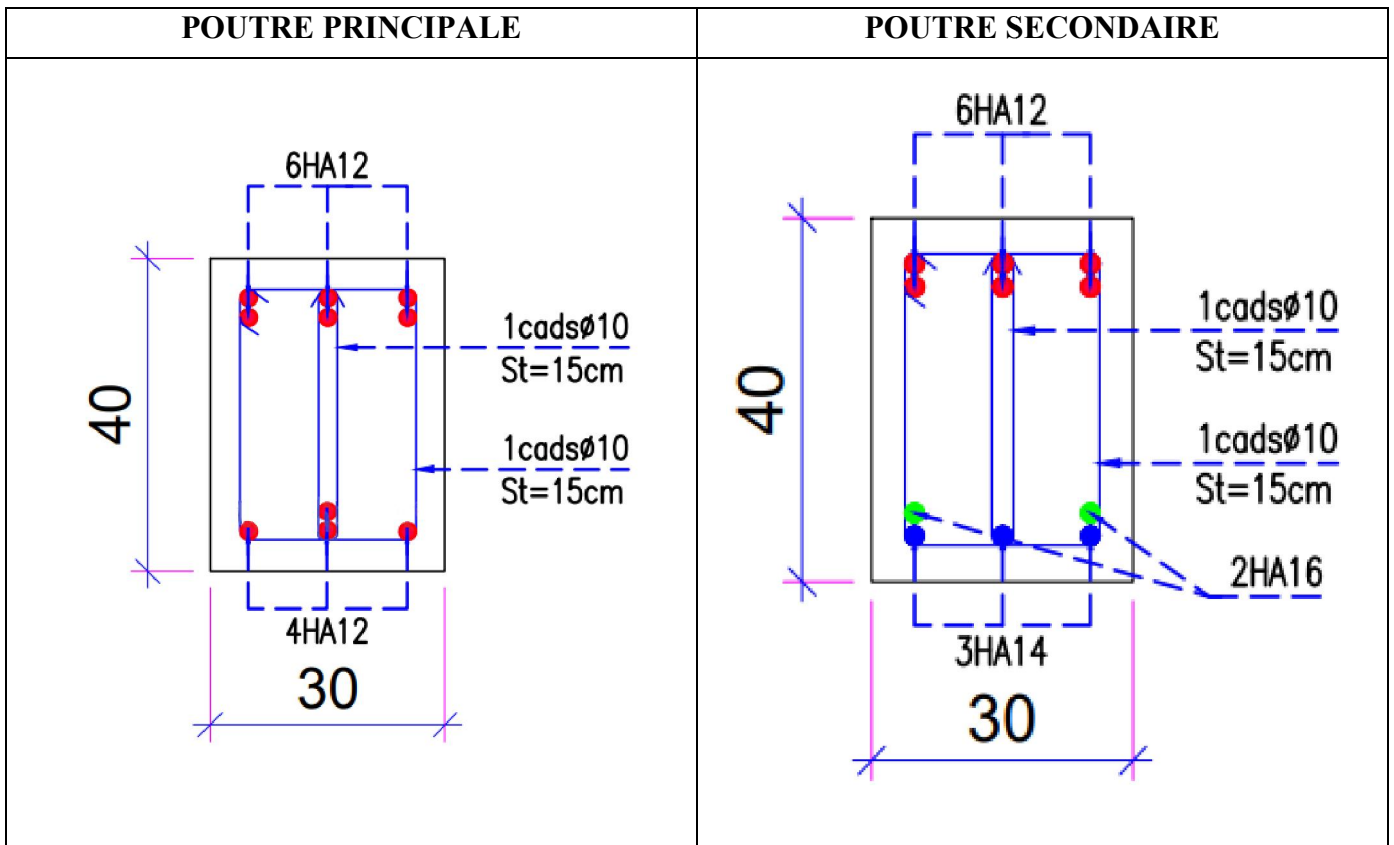 POUTRE PRINCIPALE
POUTRE SECONDAIRE
6HA12
1cadsø10
St=15cm
40
1cadsø10
St=15cm
4HA12
30
6HA12
1cadsø10
St=15cm
40
1cadsø10
St=15cm
2HA16
3HA14
30